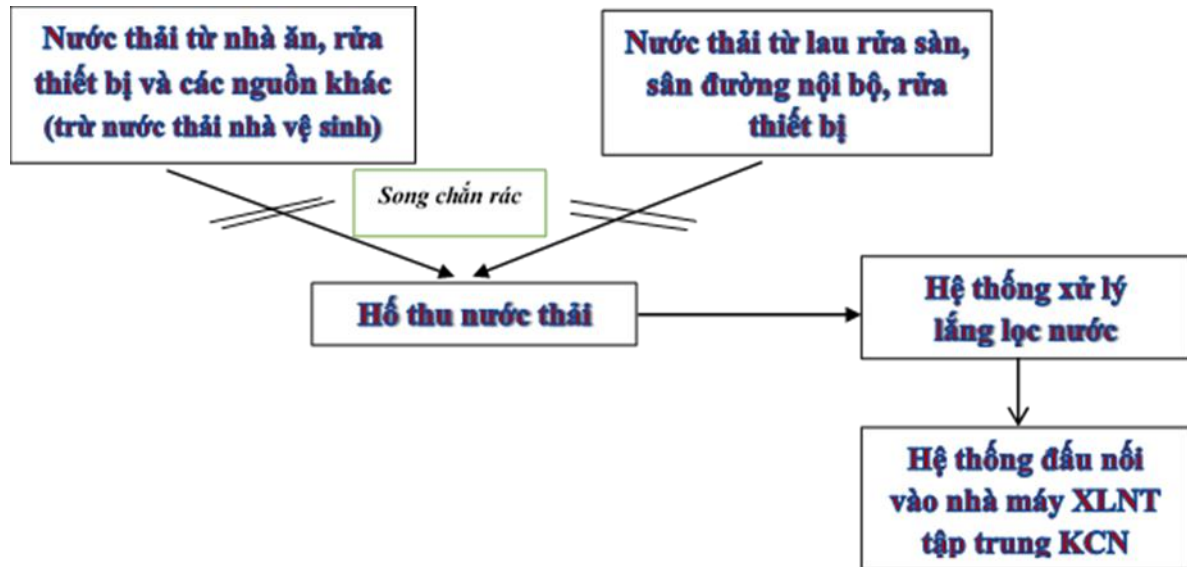 Nước thải từ nhà ăn, rửa
thiết bị và các nguồn khác
(trừ nước thải nhà vệ sinh)
Nước thải từ lau rửa sàn,
sân đường nội bộ, rửa
thiết bị
Song chắn rác
Hố thu nước thải
Hệ thống xử lý
lắng lọc nước
Hệ thống đấu nối
vào nhà máy XLNT
tập trung KCN